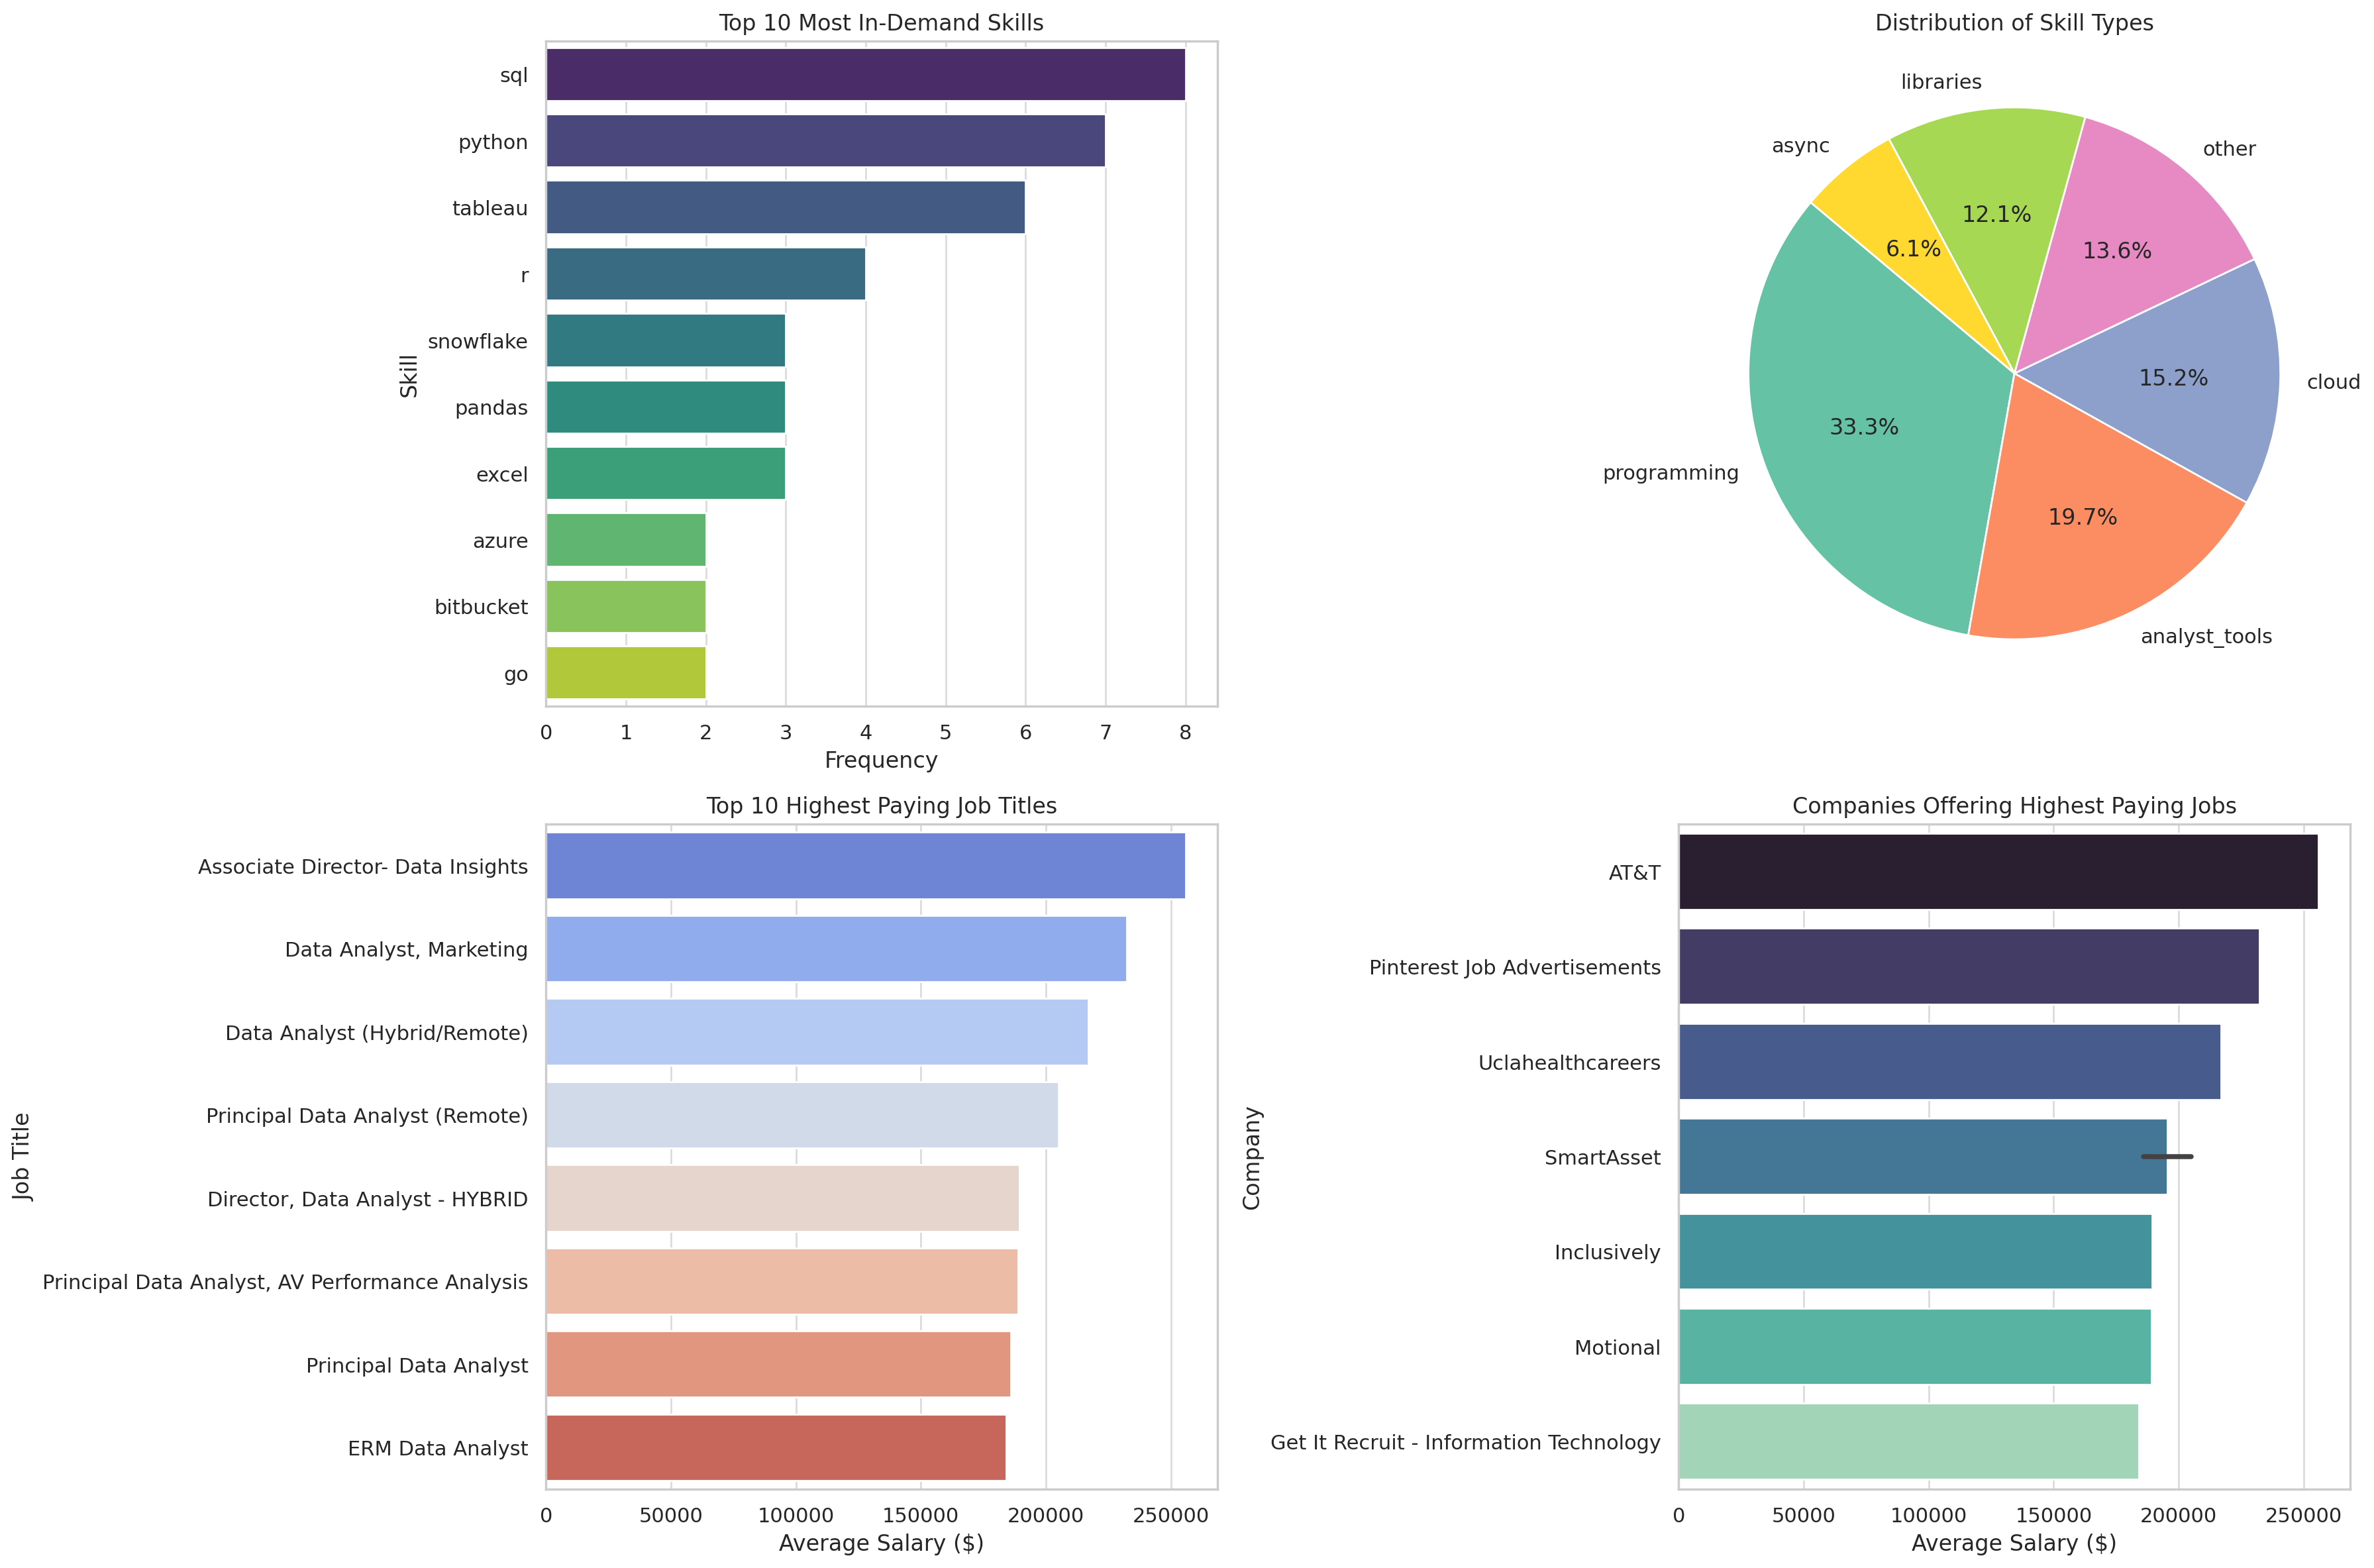 Top 10 Most In-Demand Skills
sql
python
tableau
r
snowflake
pandas
excel
azure
bitbucket
go
Skill
0 1 2 3 4 5 6 7 8
Frequency
Distribution of Skill Types
libraries
async
other
12.1%
6.1%
13.6%
15.2%
cloud
33.3%
programming
19.7%
analyst_tools
Top 10 Highest Paying Job Titles
Associate Director- Data Insights
Data Analyst, Marketing
Data Analyst (Hybrid/Remote)
Principal Data Analyst (Remote)
Director, Data Analyst - HYBRID
Principal Data Analyst, AV Performance Analysis
Principal Data Analyst
ERM Data Analyst
Job Title
0 50000 100000 150000 200000 250000
Average Salary ($)
Companies Offering Highest Paying Jobs
AT&T
Pinterest Job Advertisements
Uclahealthcareers
SmartAsset
Inclusively
Motional
Get It Recruit - Information Technology
Company
0 50000 100000 150000 200000 250000
Average Salary ($)